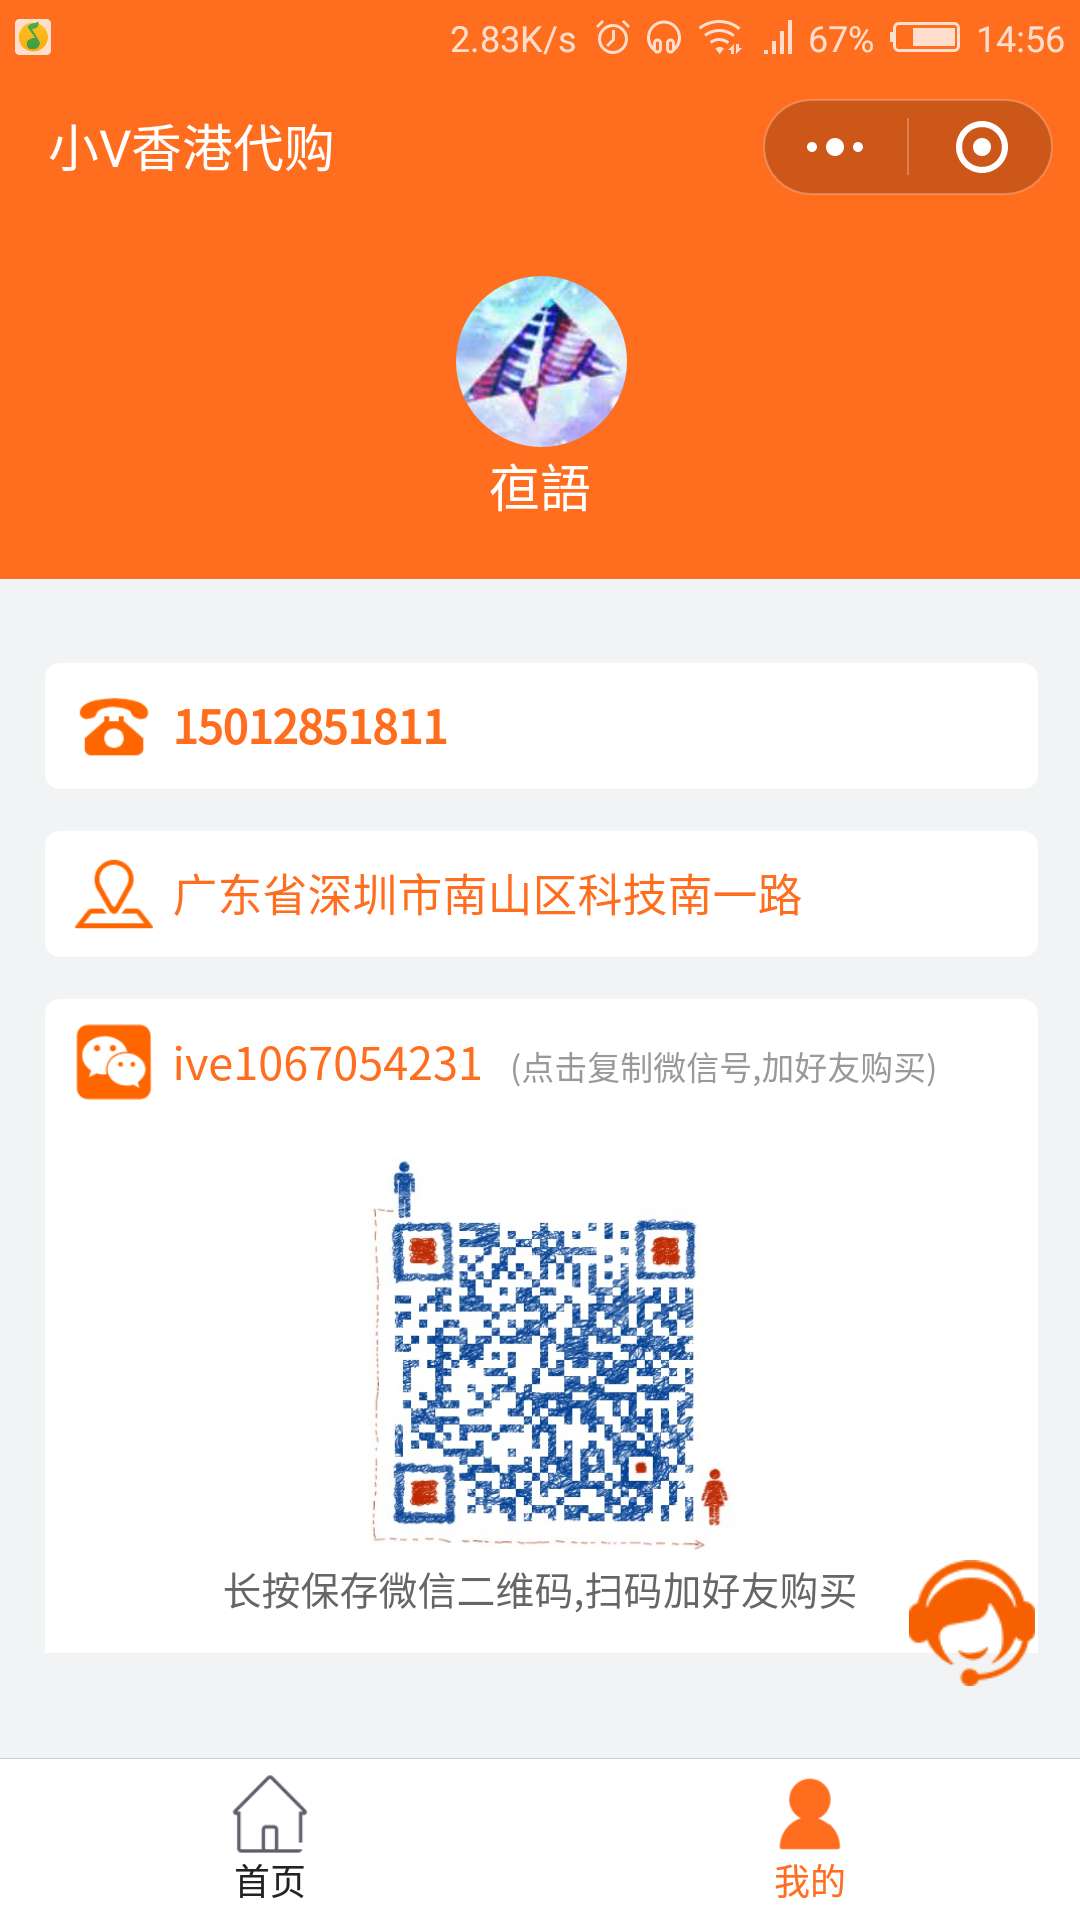 2.83K/s 67% 14:56
小V香港代购
洹語
15012851811
广东省深圳市南山区科技南一路
ive1067054231 (点击复制微信号,加好友购买)
长按保存微信二维码,扫码加好友购买
首页 我的